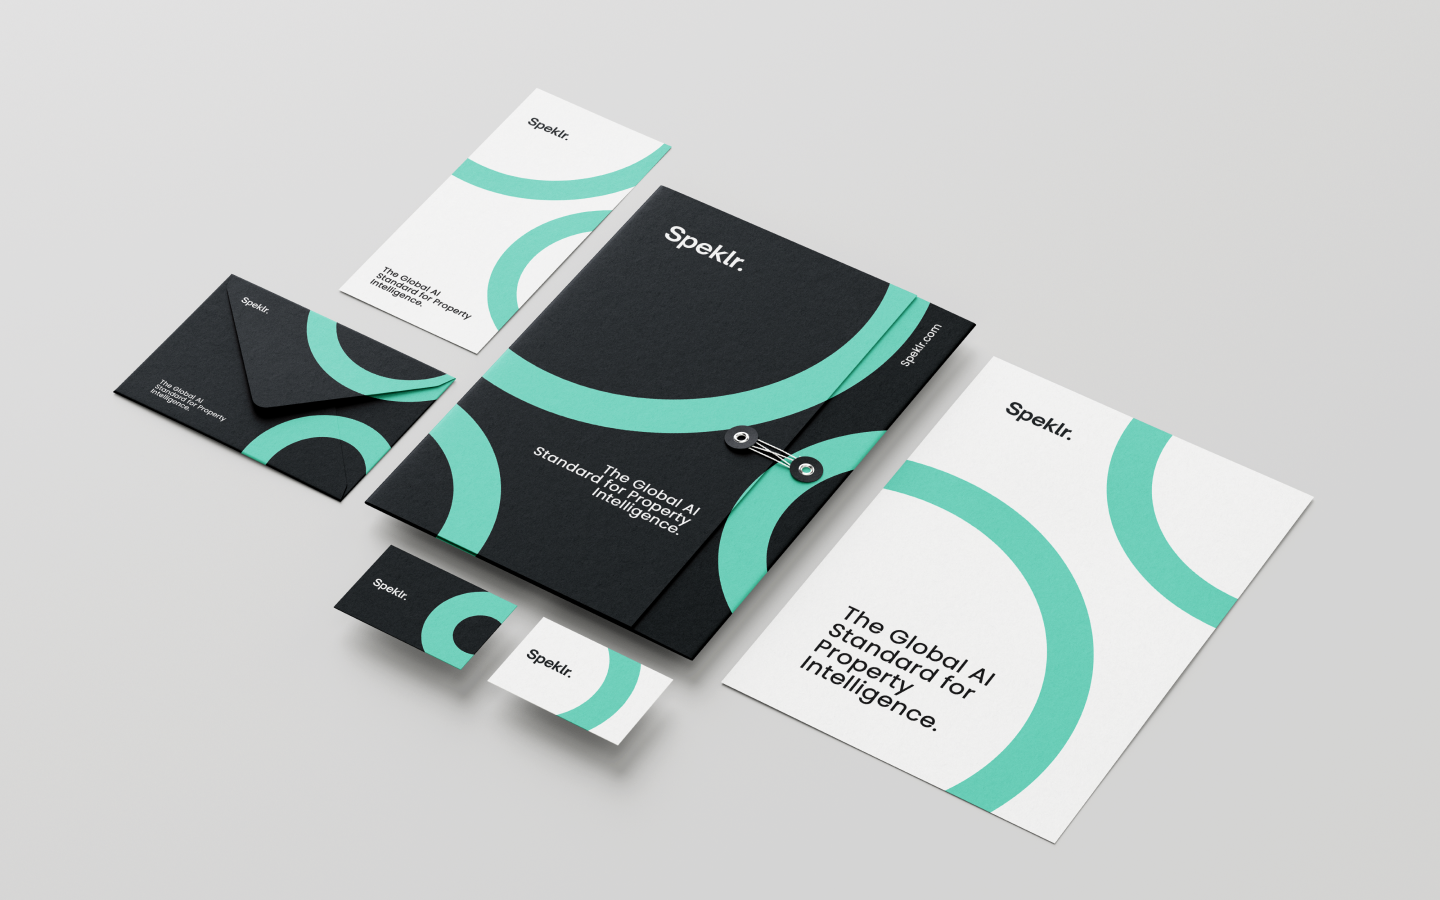 Speklr.
The Global AI
Standard for Property
Intelligence.
Speklr.
The Global AI
Standard for Property
Intelligence.
Speklr.
Speklr.com
The Global AI
Standard for Property
Intelligence.
Speklr.
Speklr.
Speklr.
The Global AI
Standard for
Property
Intelligence.